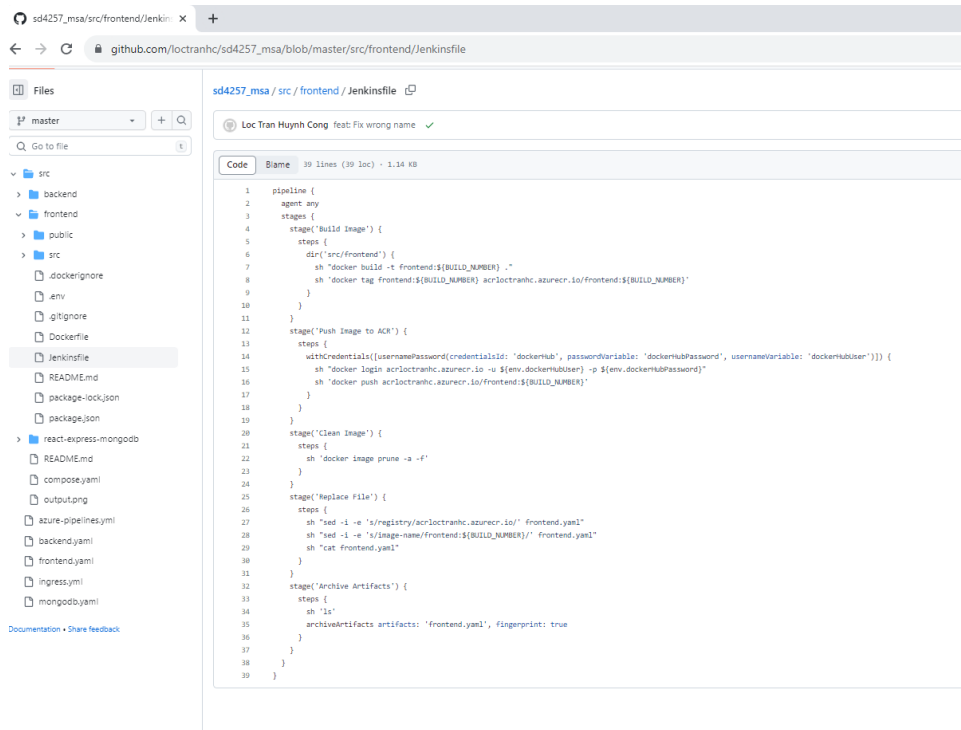 sd4257_msa/src/frontend/Jenkin
github.com/loctranhc/sd4257_msa/blob/master/src/frontend/Jenkinsfile
Files
master
Go to file
t
src
backend
frontend
public
src
.dockerignore
.env
.gitignore
Dockerfile
Jenkinsfile
README.md
package-lock.json
package.json
react-express-mongodb
README.md
compose.yaml
output.png
azure-pipelines.yml
backend.yaml
frontend.yaml
ingress.yml
mongodb.yaml
Documentation • Share feedback
sd4257_msa / src / frontend / Jenkinsfile
Loc Tran Huynh Cong feat: Fix wrong name
Code Blame 39 lines (39 loc) · 1.14 KB
1 pipeline {
2 agent any
3 stages {
4 stage('Build Image') {
5 steps {
6 dir('src/frontend') {
7 sh "docker build -t frontend:${BUILD_NUMBER} ."
8 sh 'docker tag frontend:${BUILD_NUMBER} acrloctranhc.azurecr.io/frontend:${BUILD_NUMBER}'
9 }
10 }
11 }
12 stage('Push Image to ACR') {
13 steps {
14 withCredentials([usernamePassword(credentialsId: 'dockerHub', passwordVariable: 'dockerHubPassword', usernameVariable: 'dockerHubUser')]) {
15 sh "docker login acrloctranhc.azurecr.io -u ${env.dockerHubUser} -p ${env.dockerHubPassword}"
16 sh 'docker push acrloctranhc.azurecr.io/frontend:${BUILD_NUMBER}'
17 }
18 }
19 }
20 stage('Clean Image') {
21 steps {
22 sh 'docker image prune -a -f'
23 }
24 }
25 stage('Replace File') {
26 steps {
27 sh "sed -i -e 's/registry/acrloctranhc.azurecr.io/' frontend.yaml"
28 sh "sed -i -e 's/image-name/frontend:${BUILD_NUMBER}/' frontend.yaml"
29 sh "cat frontend.yaml"
30 }
31 }
32 stage('Archive Artifacts') {
33 steps {
34 sh 'ls'
35 archiveArtifacts artifacts: 'frontend.yaml', fingerprint: true
36 }
37 }
38 }
39 }